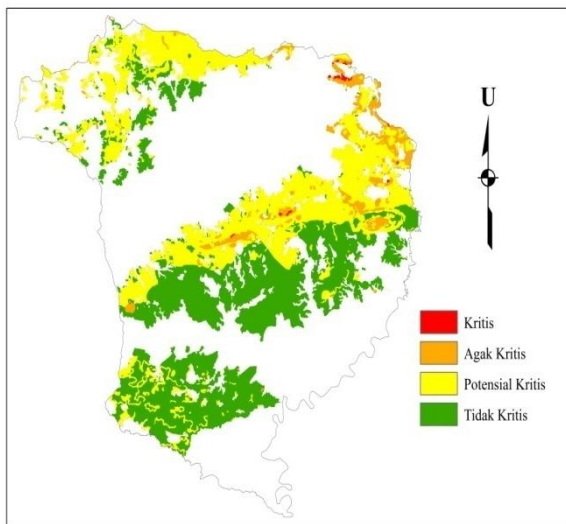 U
Kritis
Agak Kritis
Potensial Kritis
Tidak Kritis